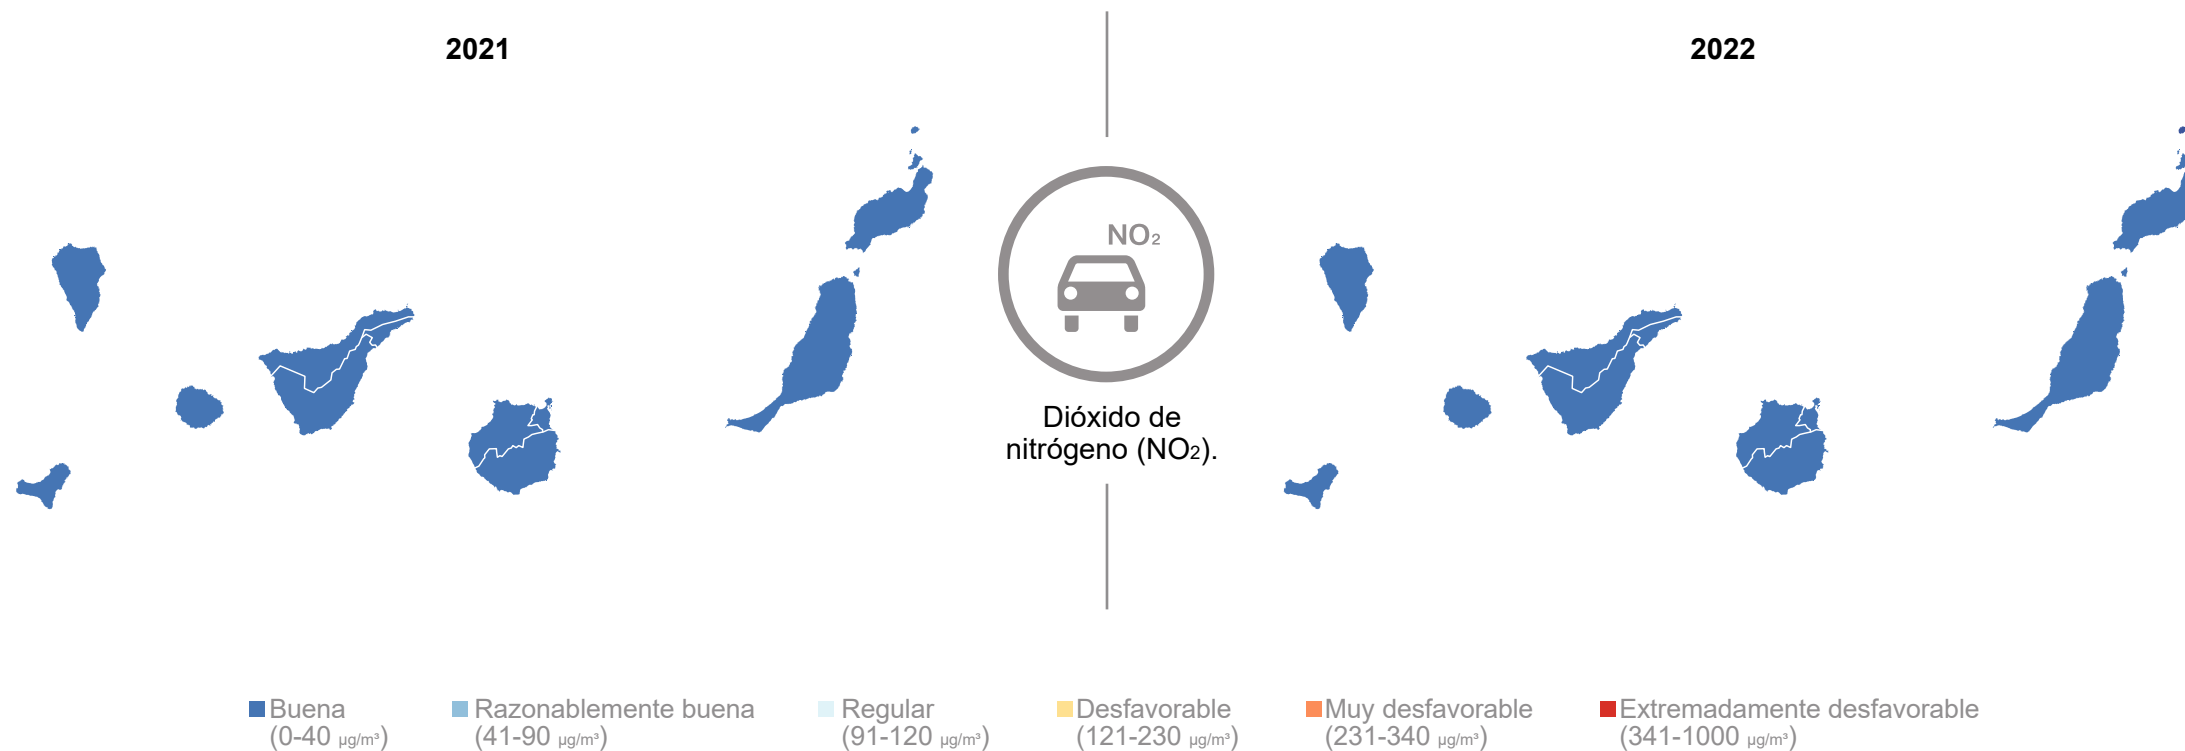 2021
2022
NO₂
Dióxido de
nitrógeno (NO₂).
Buena
(0-40 µg/m³)
Razonablemente buena
(41-90 µg/m³)
Regular
(91-120 µg/m³)
Desfavorable
(121-230 µg/m³)
Muy desfavorable
(231-340 µg/m³)
Extremadamente desfavorable
(341-1000 µg/m³)